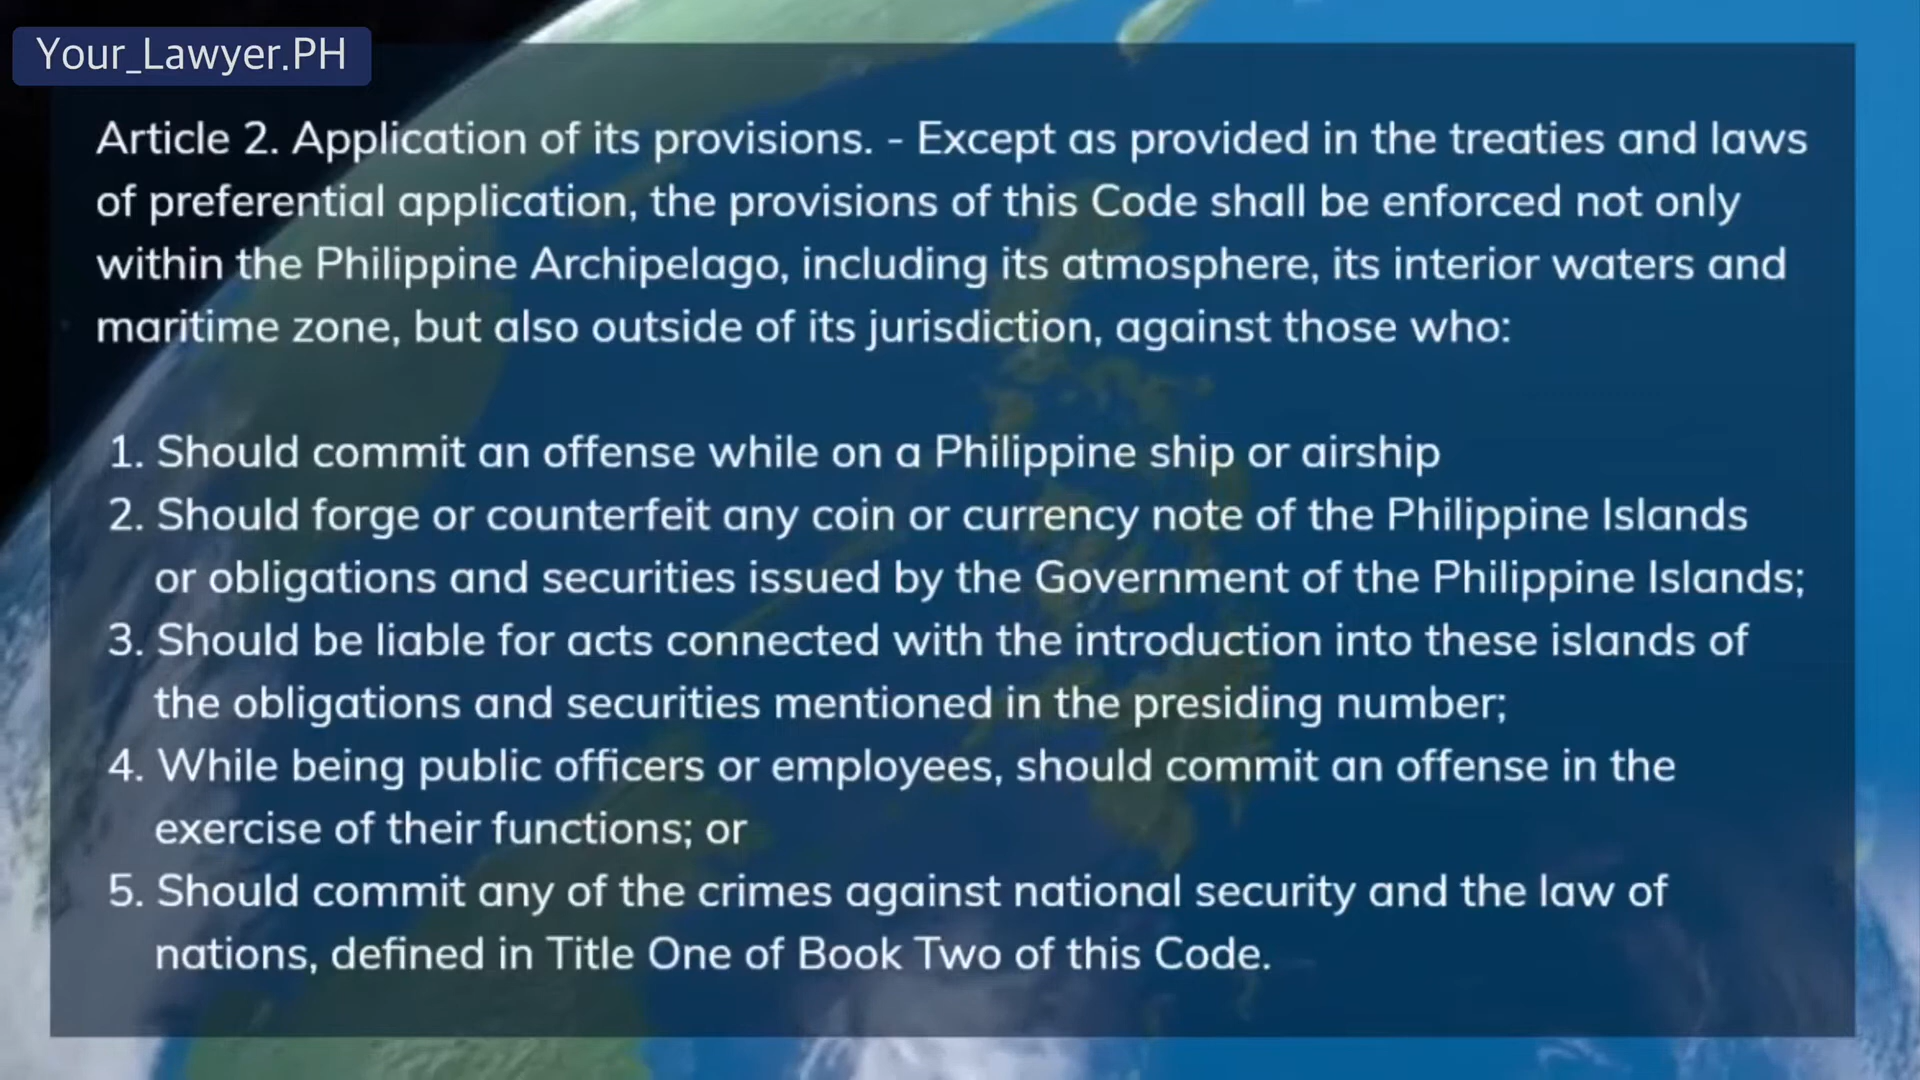 Your_Lawyer.PH
Article 2. Application of its provisions. - Except as provided in the treaties and laws
of preferential application, the provisions of this Code shall be enforced not only
within the Philippine Archipelago, including its atmosphere, its interior waters and
maritime zone, but also outside of its jurisdiction, against those who:
1. Should commit an offense while on a Philippine ship or airship
2. Should forge or counterfeit any coin or currency note of the Philippine Islands
or obligations and securities issued by the Government of the Philippine Islands;
3. Should be liable for acts connected with the introduction into these islands of
the obligations and securities mentioned in the presiding number;
4. While being public officers or employees, should commit an offense in the
exercise of their functions; or
5. Should commit any of the crimes against national security and the law of
nations, defined in Title One of Book Two of this Code.